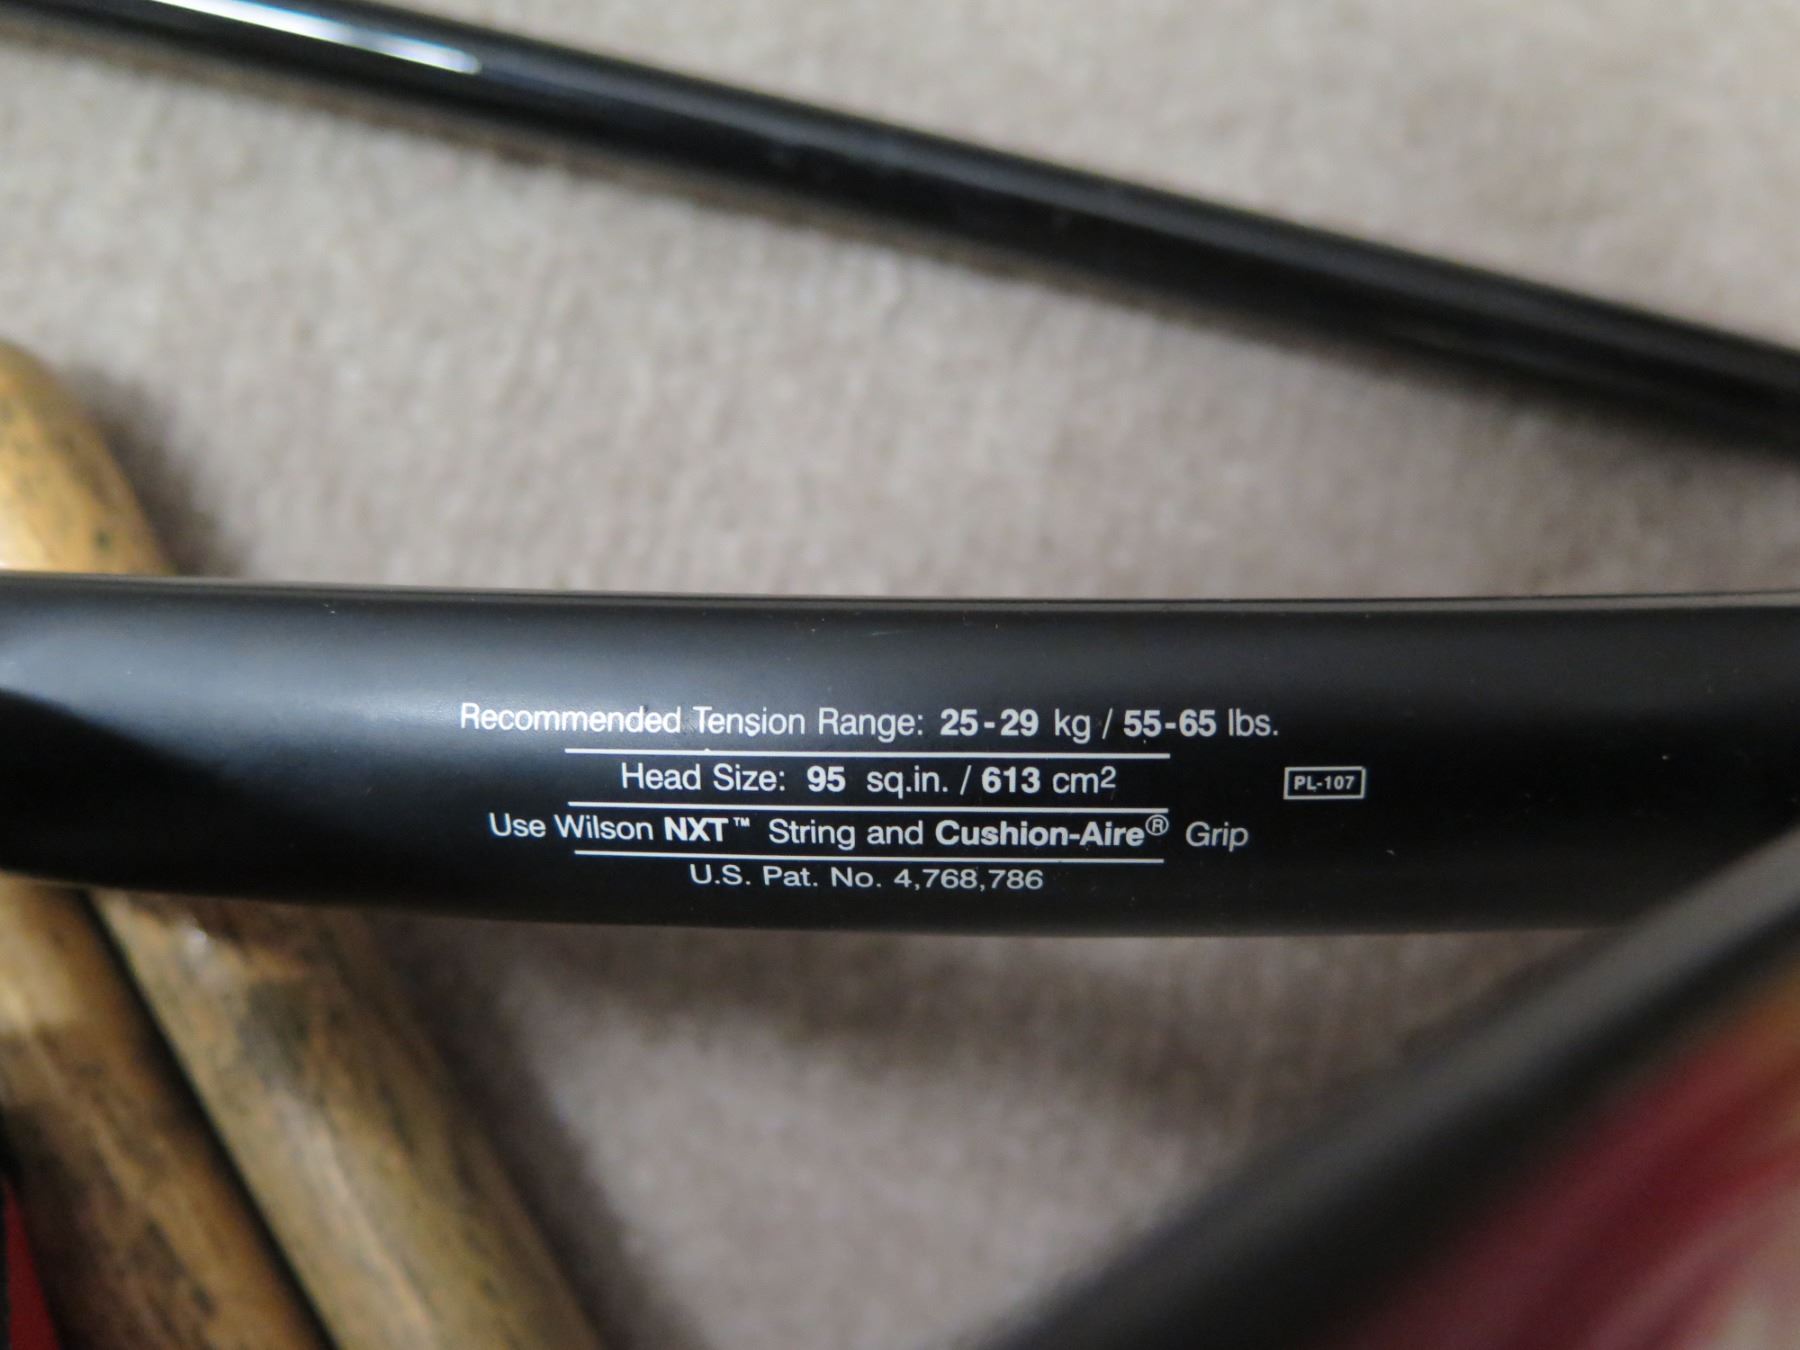 Recommended Tension Range: 25-29 kg / 55-65 lbs.
Head Size: 95 sq.in. / 613 cm2
PL-107
Use Wilson NXT™ String and Cushion-Aire® Grip
U.S. Pat. No. 4,768,786